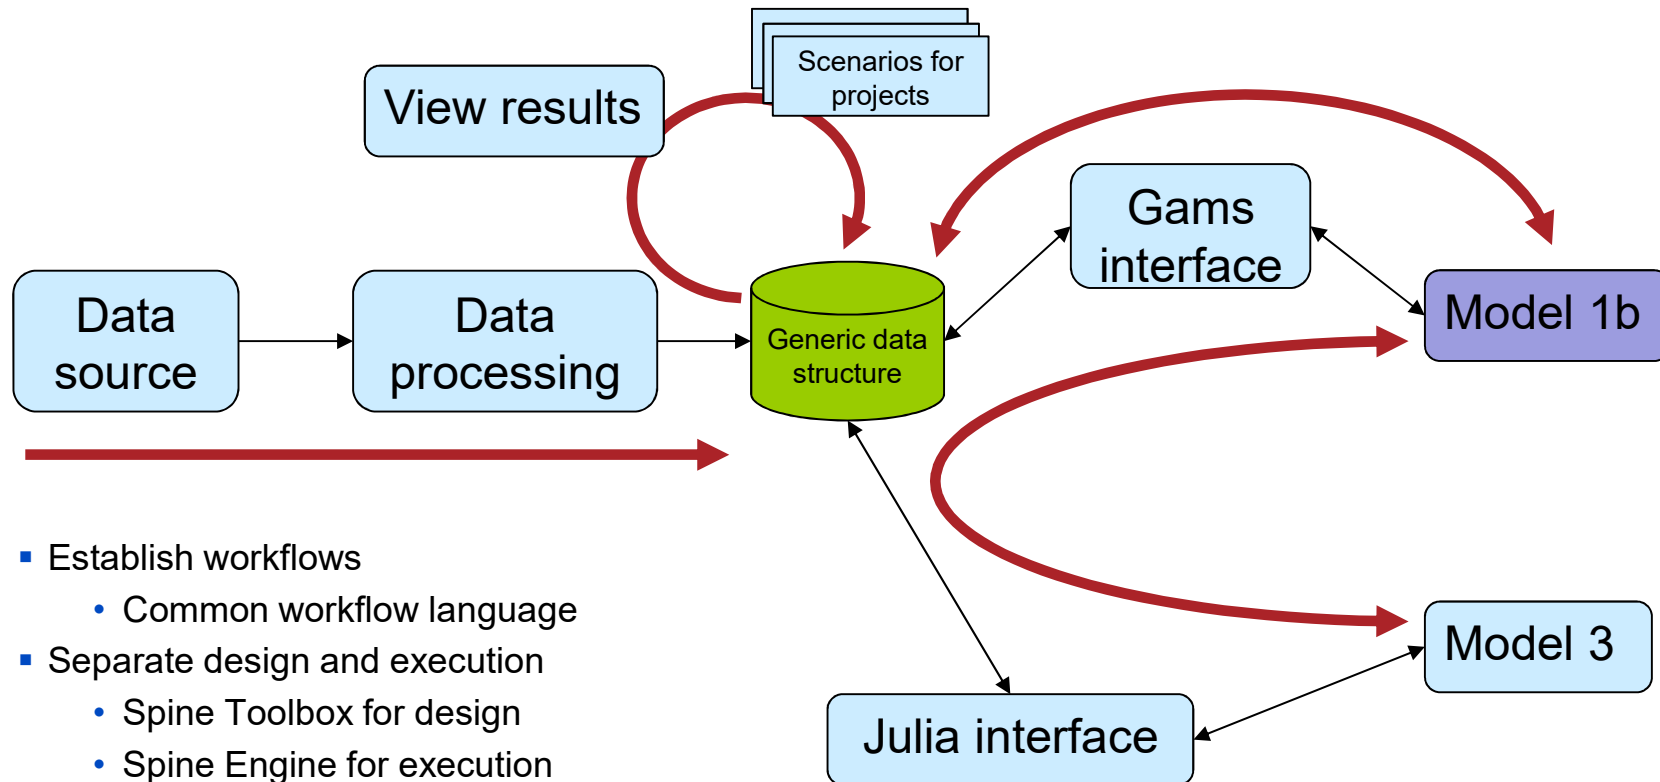 Scenarios for
projects
View results
Gams
interface
Data
source
Data
processing
Generic data
structure
Model 1b
Establish workflows
Common workflow language
Separate design and execution
Spine Toolbox for design
Spine Engine for execution
Model 3
Julia interface